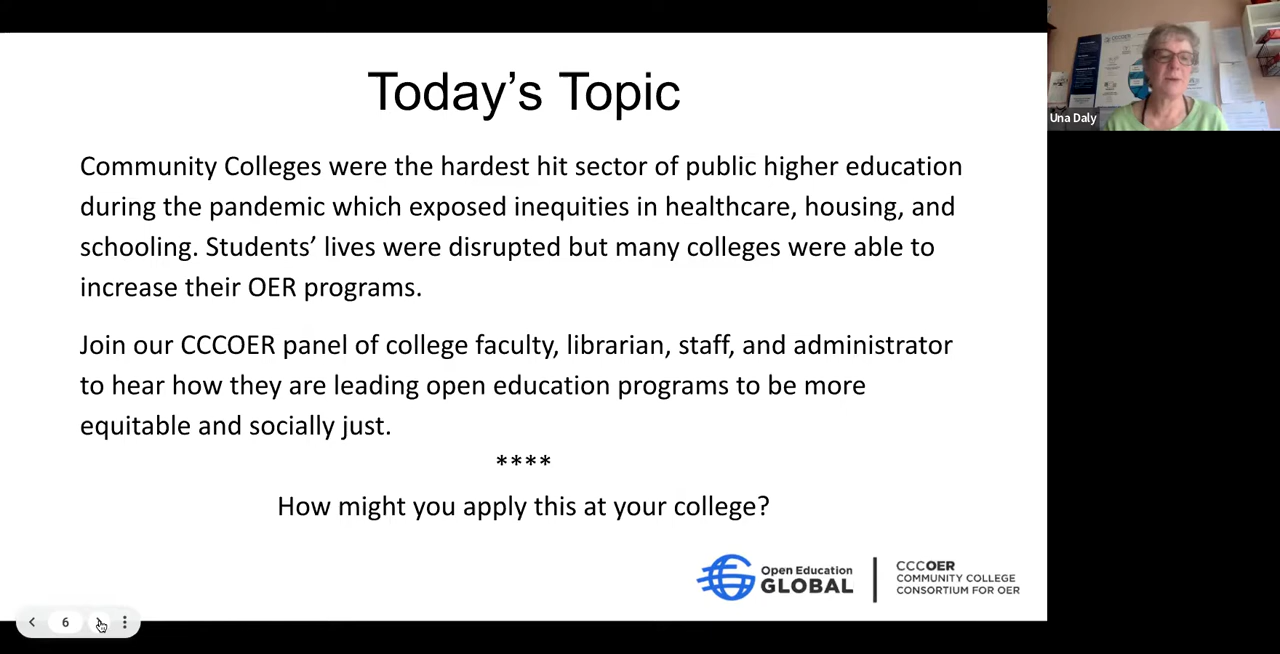 Today's Topic
Community Colleges were the hardest hit sector of public higher education
during the pandemic which exposed inequities in healthcare, housing, and
schooling. Students' lives were disrupted but many colleges were able to
increase their OER programs.
Join our CCCOER panel of college faculty, librarian, staff, and administrator
to hear how they are leading open education programs to be more
equitable and socially just.
****
How might you apply this at your college?
Open Education
GLOBAL
CCCOER
COMMUNITY COLLEGE
CONSORTIUM FOR OER
6
Una Daly
CCCOER